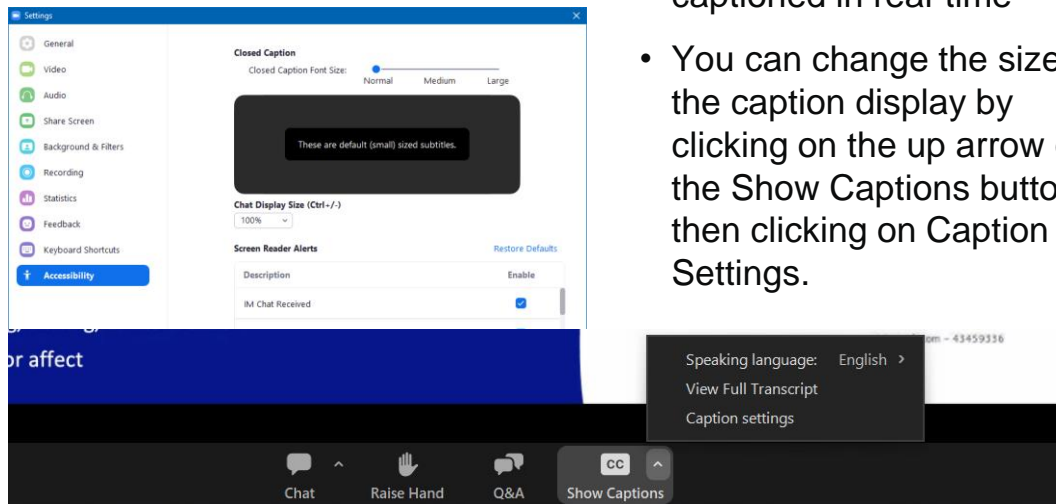 Settings
General
Video
Audio
Share Screen
Background & Filters
Recording
Statistics
Feedback
Keyboard Shortcuts
Accessibility
Closed Caption
Closed Caption Font Size:
Normal Medium Large
These are default (small) sized subtitles.
Chat Display Size (Ctrl+/-)
100%
Screen Reader Alerts Restore Defaults
Description Enable
IM Chat Received
captioned in real time
• You can change the size
the caption display by
clicking on the up arrow
the Show Captions butto
then clicking on Caption
Settings.
or affect
om - 43459336
Speaking language: English >
View Full Transcript
Caption settings
Chat Raise Hand Q&A CC Show Captions